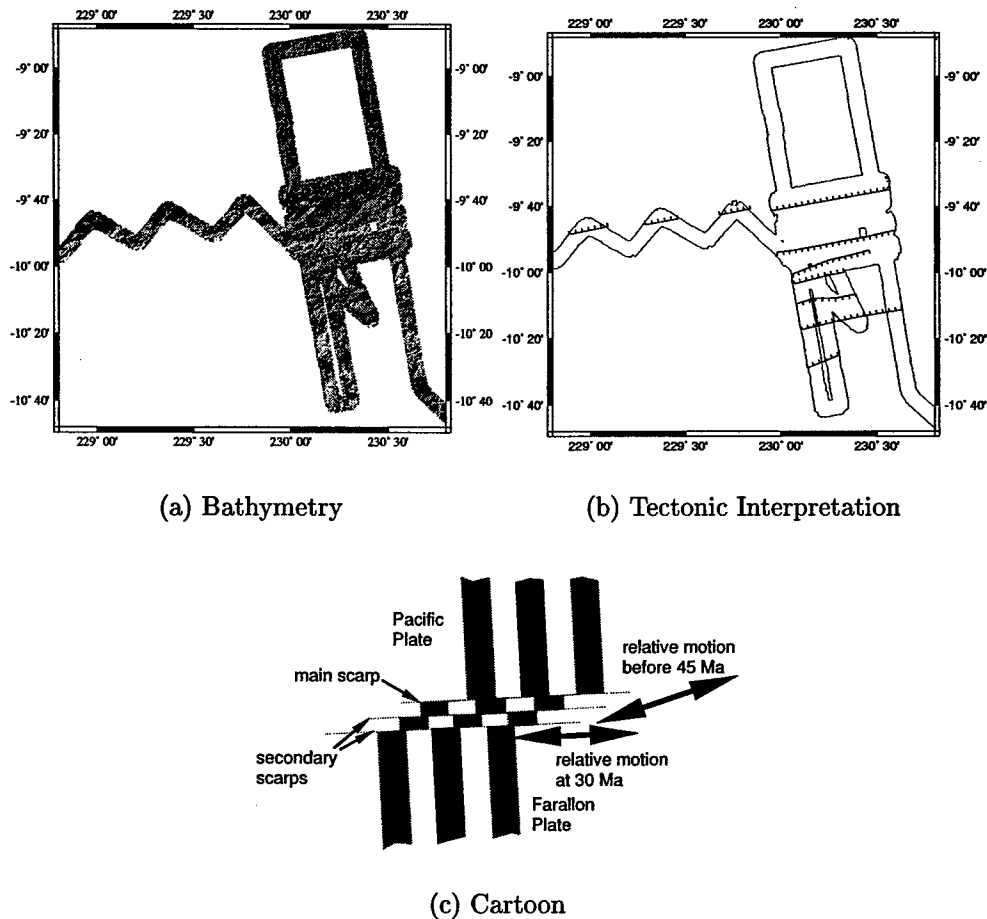 229° 00' 229° 30' 230° 00' 230° 30'
-9° 00' -9° 00'
-9° 20' -9° 20'
-9° 40' -9° 40'
-10° 00' -10° 00'
-10° 20' -10° 20'
-10° 40' -10° 40'
229° 00' 229° 30' 230° 00' 230° 30'
(a) Bathymetry
229° 00' 229° 30' 230° 00' 230° 30'
-9° 00' -9° 00'
-9° 20' -9° 20'
-9° 40' -9° 40'
-10° 00' -10° 00'
-10° 20' -10° 20'
-10° 40' -10° 40'
229° 00' 229° 30' 230° 00' 230° 30'
(b) Tectonic Interpretation
Pacific
Plate
main scarp
secondary
scarps
relative motion
before 45 Ma
relative motion
at 30 Ma
Farallon
Plate
(c) Cartoon